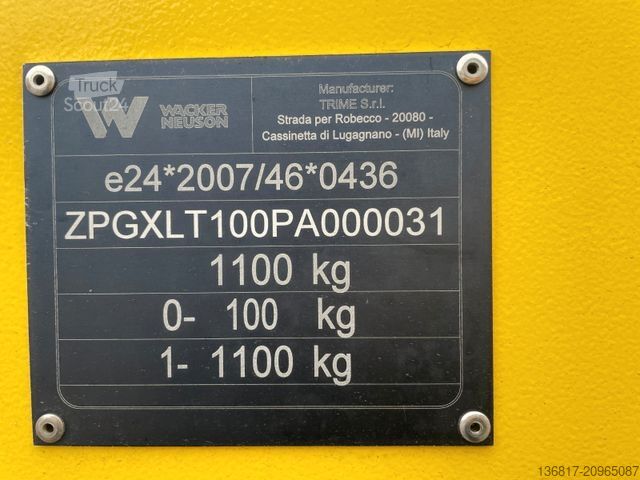 Truck
Scout24
WACKER
NEUSON
Manufacturer:
TRIME S.r.l.
Strada per Robecco - 20080 -
Cassinetta di Lugagnano - (MI) Italy
e24*2007/46*0436
ZPGXLT100PA000031
1100 kg
0- 100 kg
1- 1100 kg
136817-20965087